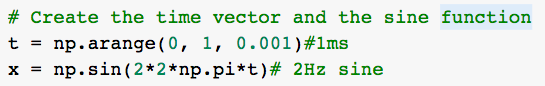 # Create the time vector and the sine function
t = np.arange(0, 1, 0.001)#1ms
x = np.sin(2*2*np.pi*t)# 2Hz sine